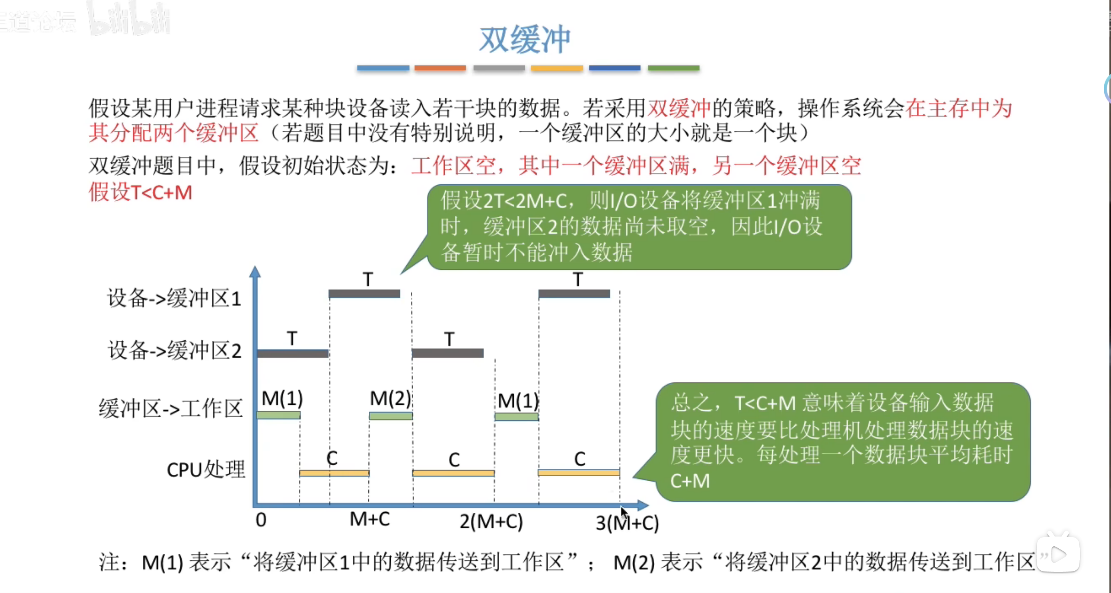 bilibili
双缓冲
假设某用户进程请求某种块设备读入若干块的数据。若采用双缓冲的策略，操作系统会在主存中为
其分配两个缓冲区（若题目中没有特别说明，一个缓冲区的大小就是一个块）
双缓冲题目中，假设初始状态为：工作区空，其中一个缓冲区满，另一个缓冲区空
假设T<C+M
假设2T<2M+C，则I/O设备将缓冲区1冲满
时，缓冲区2的数据尚未取空，因此I/O设
备暂时不能冲入数据
T
T
设备->缓冲区1
T
T
设备->缓冲区2
M(1)
M(2)
M(1)
缓冲区->工作区
C
C
C
CPU处理
0
M+C
2(M+C)
3(M+C)
总之，T<C+M 意味着设备输入数据
块的速度要比处理机处理数据块的速
度更快。每处理一个数据块平均耗时
C+M
注：M(1) 表示“将缓冲区1中的数据传送到工作区”； M(2) 表示“将缓冲区2中的数据传送到工作区”